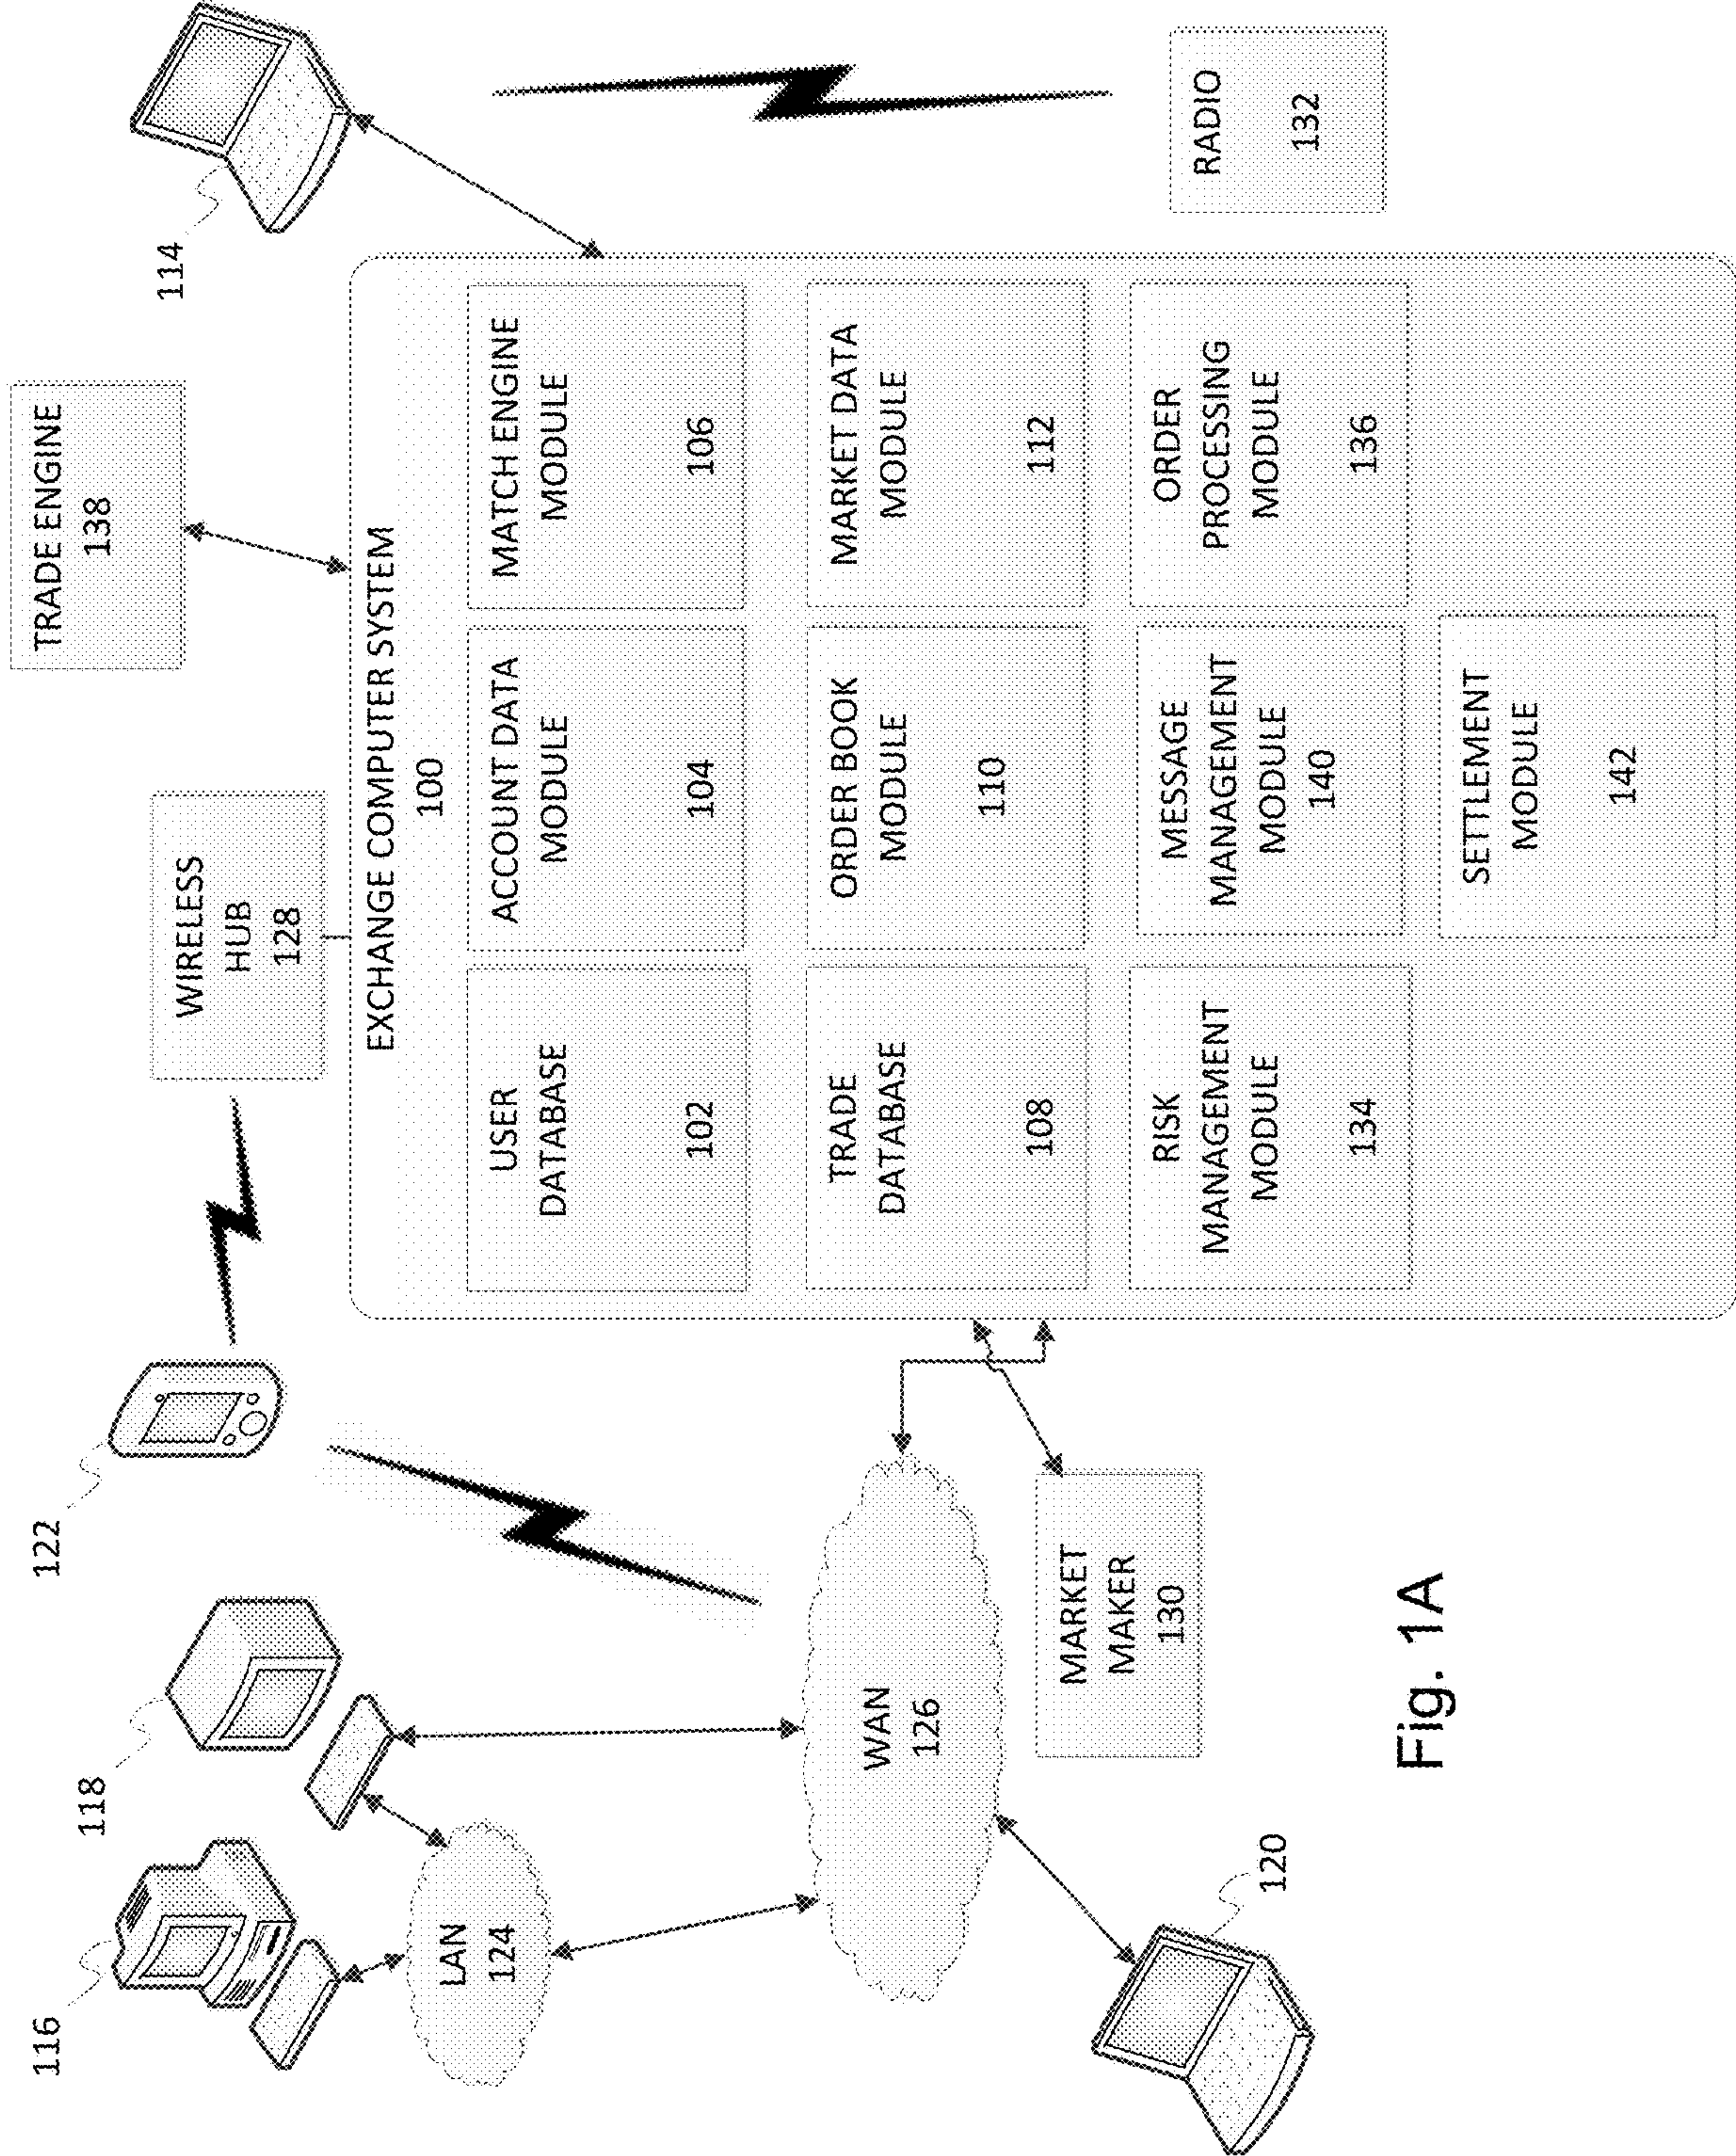 TRADE ENGINE
138
114
WIRELESS
HUB
128
122
118
116
EXCHANGE COMPUTER SYSTEM
100
USER
DATABASE
102
ACCOUNT DATA
MODULE
104
MATCH ENGINE
MODULE
106
TRADE
DATABASE
108
ORDER BOOK
MODULE
110
MARKET DATA
MODULE
112
RISK
MANAGEMENT
MODULE
134
MESSAGE
MANAGEMENT
MODULE
140
ORDER
PROCESSING
MODULE
136
SETTLEMENT
MODULE
142
LAN
124
WAN
126
MARKET
MAKER
130
120
RADIO
132
Fig. 1A